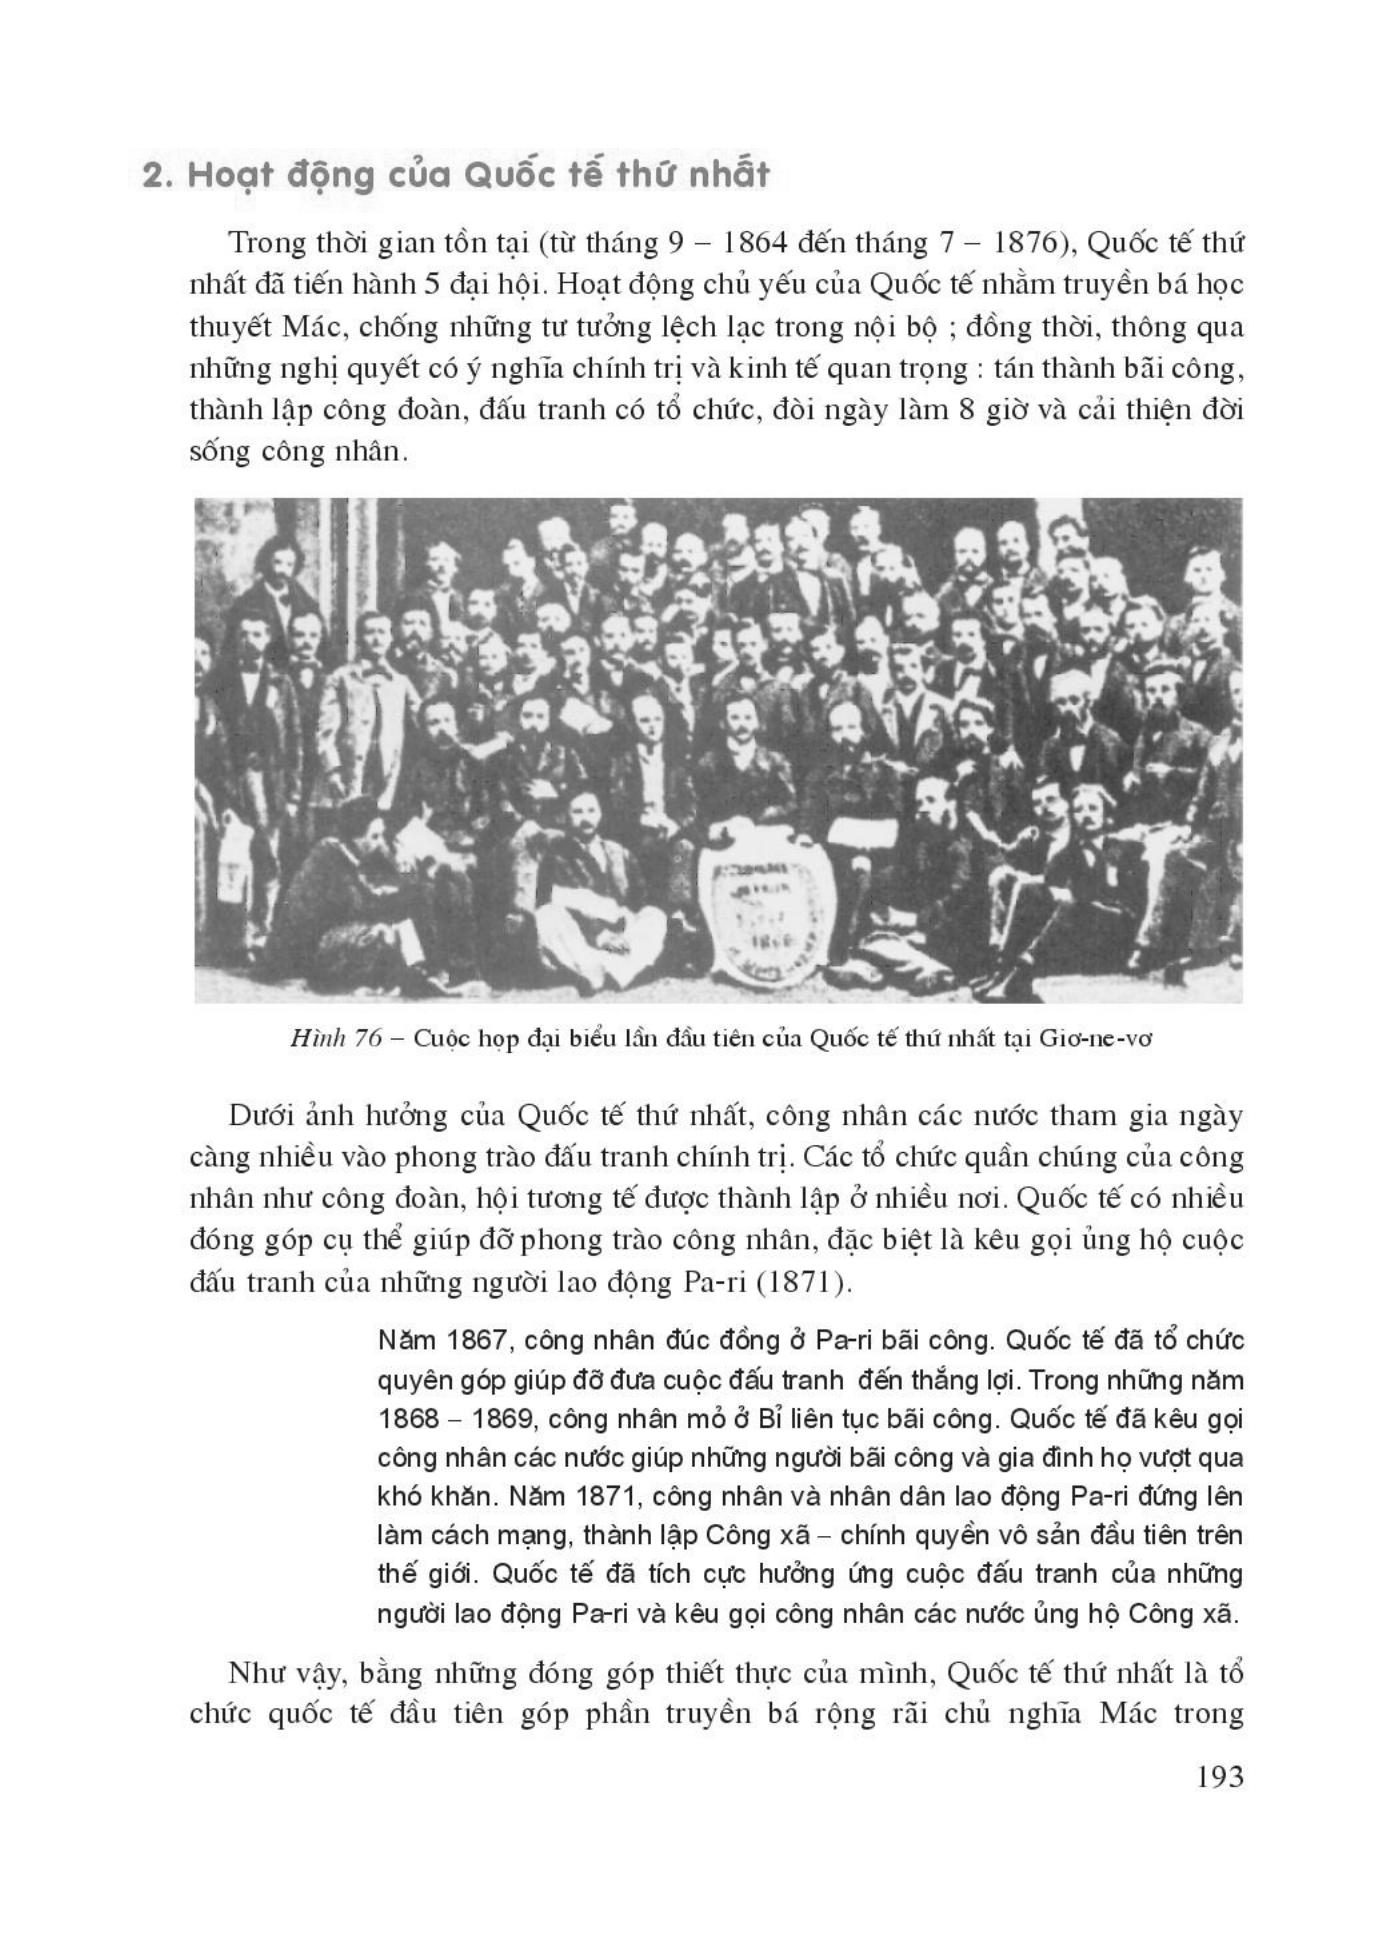 2. Hoạt động của Quốc tế thứ nhất
Trong thời gian tồn tại (từ tháng 9 – 1864 đến tháng 7 – 1876), Quốc tế thứ
nhất đã tiến hành 5 đại hội. Hoạt động chủ yếu của Quốc tế nhằm truyền bá học
thuyết Mác, chống những tư tưởng lệch lạc trong nội bộ ; đồng thời, thông qua
những nghị quyết có ý nghĩa chính trị và kinh tế quan trọng : tán thành bãi công,
thành lập công đoàn, đấu tranh có tổ chức, đòi ngày làm 8 giờ và cải thiện đời
sống công nhân.
1866
Hình 76 – Cuộc họp đại biểu lần đầu tiên của Quốc tế thứ nhất tại Giơ-ne-vơ
Dưới ảnh hưởng của Quốc tế thứ nhất, công nhân các nước tham gia ngày
càng nhiều vào phong trào đấu tranh chính trị. Các tổ chức quần chúng của công
nhân như công đoàn, hội tương tế được thành lập ở nhiều nơi. Quốc tế có nhiều
đóng góp cụ thể giúp đỡ phong trào công nhân, đặc biệt là kêu gọi ủng hộ cuộc
đấu tranh của những người lao động Pa-ri (1871).
Năm 1867, công nhân đúc đồng ở Pa-ri bãi công. Quốc tế đã tổ chức
quyên góp giúp đỡ đưa cuộc đấu tranh đến thắng lợi. Trong những năm
1868 – 1869, công nhân mỏ ở Bỉ liên tục bãi công. Quốc tế đã kêu gọi
công nhân các nước giúp những người bãi công và gia đình họ vượt qua
khó khăn. Năm 1871, công nhân và nhân dân lao động Pa-ri đứng lên
làm cách mạng, thành lập Công xã – chính quyền vô sản đầu tiên trên
thế giới. Quốc tế đã tích cực hưởng ứng cuộc đấu tranh của những
người lao động Pa-ri và kêu gọi công nhân các nước ủng hộ Công xã.
Như vậy, bằng những đóng góp thiết thực của mình, Quốc tế thứ nhất là tổ
chức quốc tế đầu tiên góp phần truyền bá rộng rãi chủ nghĩa Mác trong
193